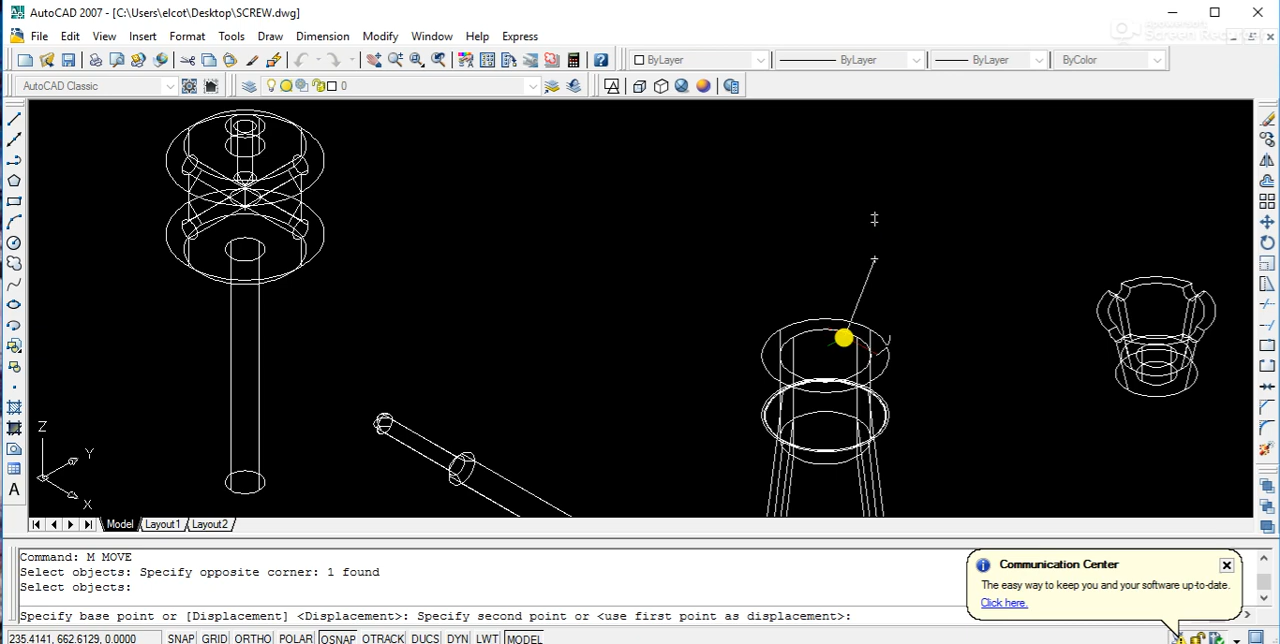 AutoCAD 2007 - [C:\Users\elcot\Desktop\SCREW.dwg]
File Edit View Insert Format Tools Draw Dimension Modify Window Help Express
ByLayer ByLayer ByLayer ByColor
AutoCAD Classic 0
Z
Y
X
A
Model Layout1 Layout2
Command: M MOVE
Select objects: Specify opposite corner: 1 found
Select objects:
Specify base point or [Displacement] <Displacement>: Specify second point or <use first point as displacement>:
Communication Center
The easy way to keep you and your software up-to-date.
Click here.
235.4141, 662.6129, 0.0000 SNAP GRID ORTHO POLAR OSNAP OTRACK DUCS DYN LWT MODEL